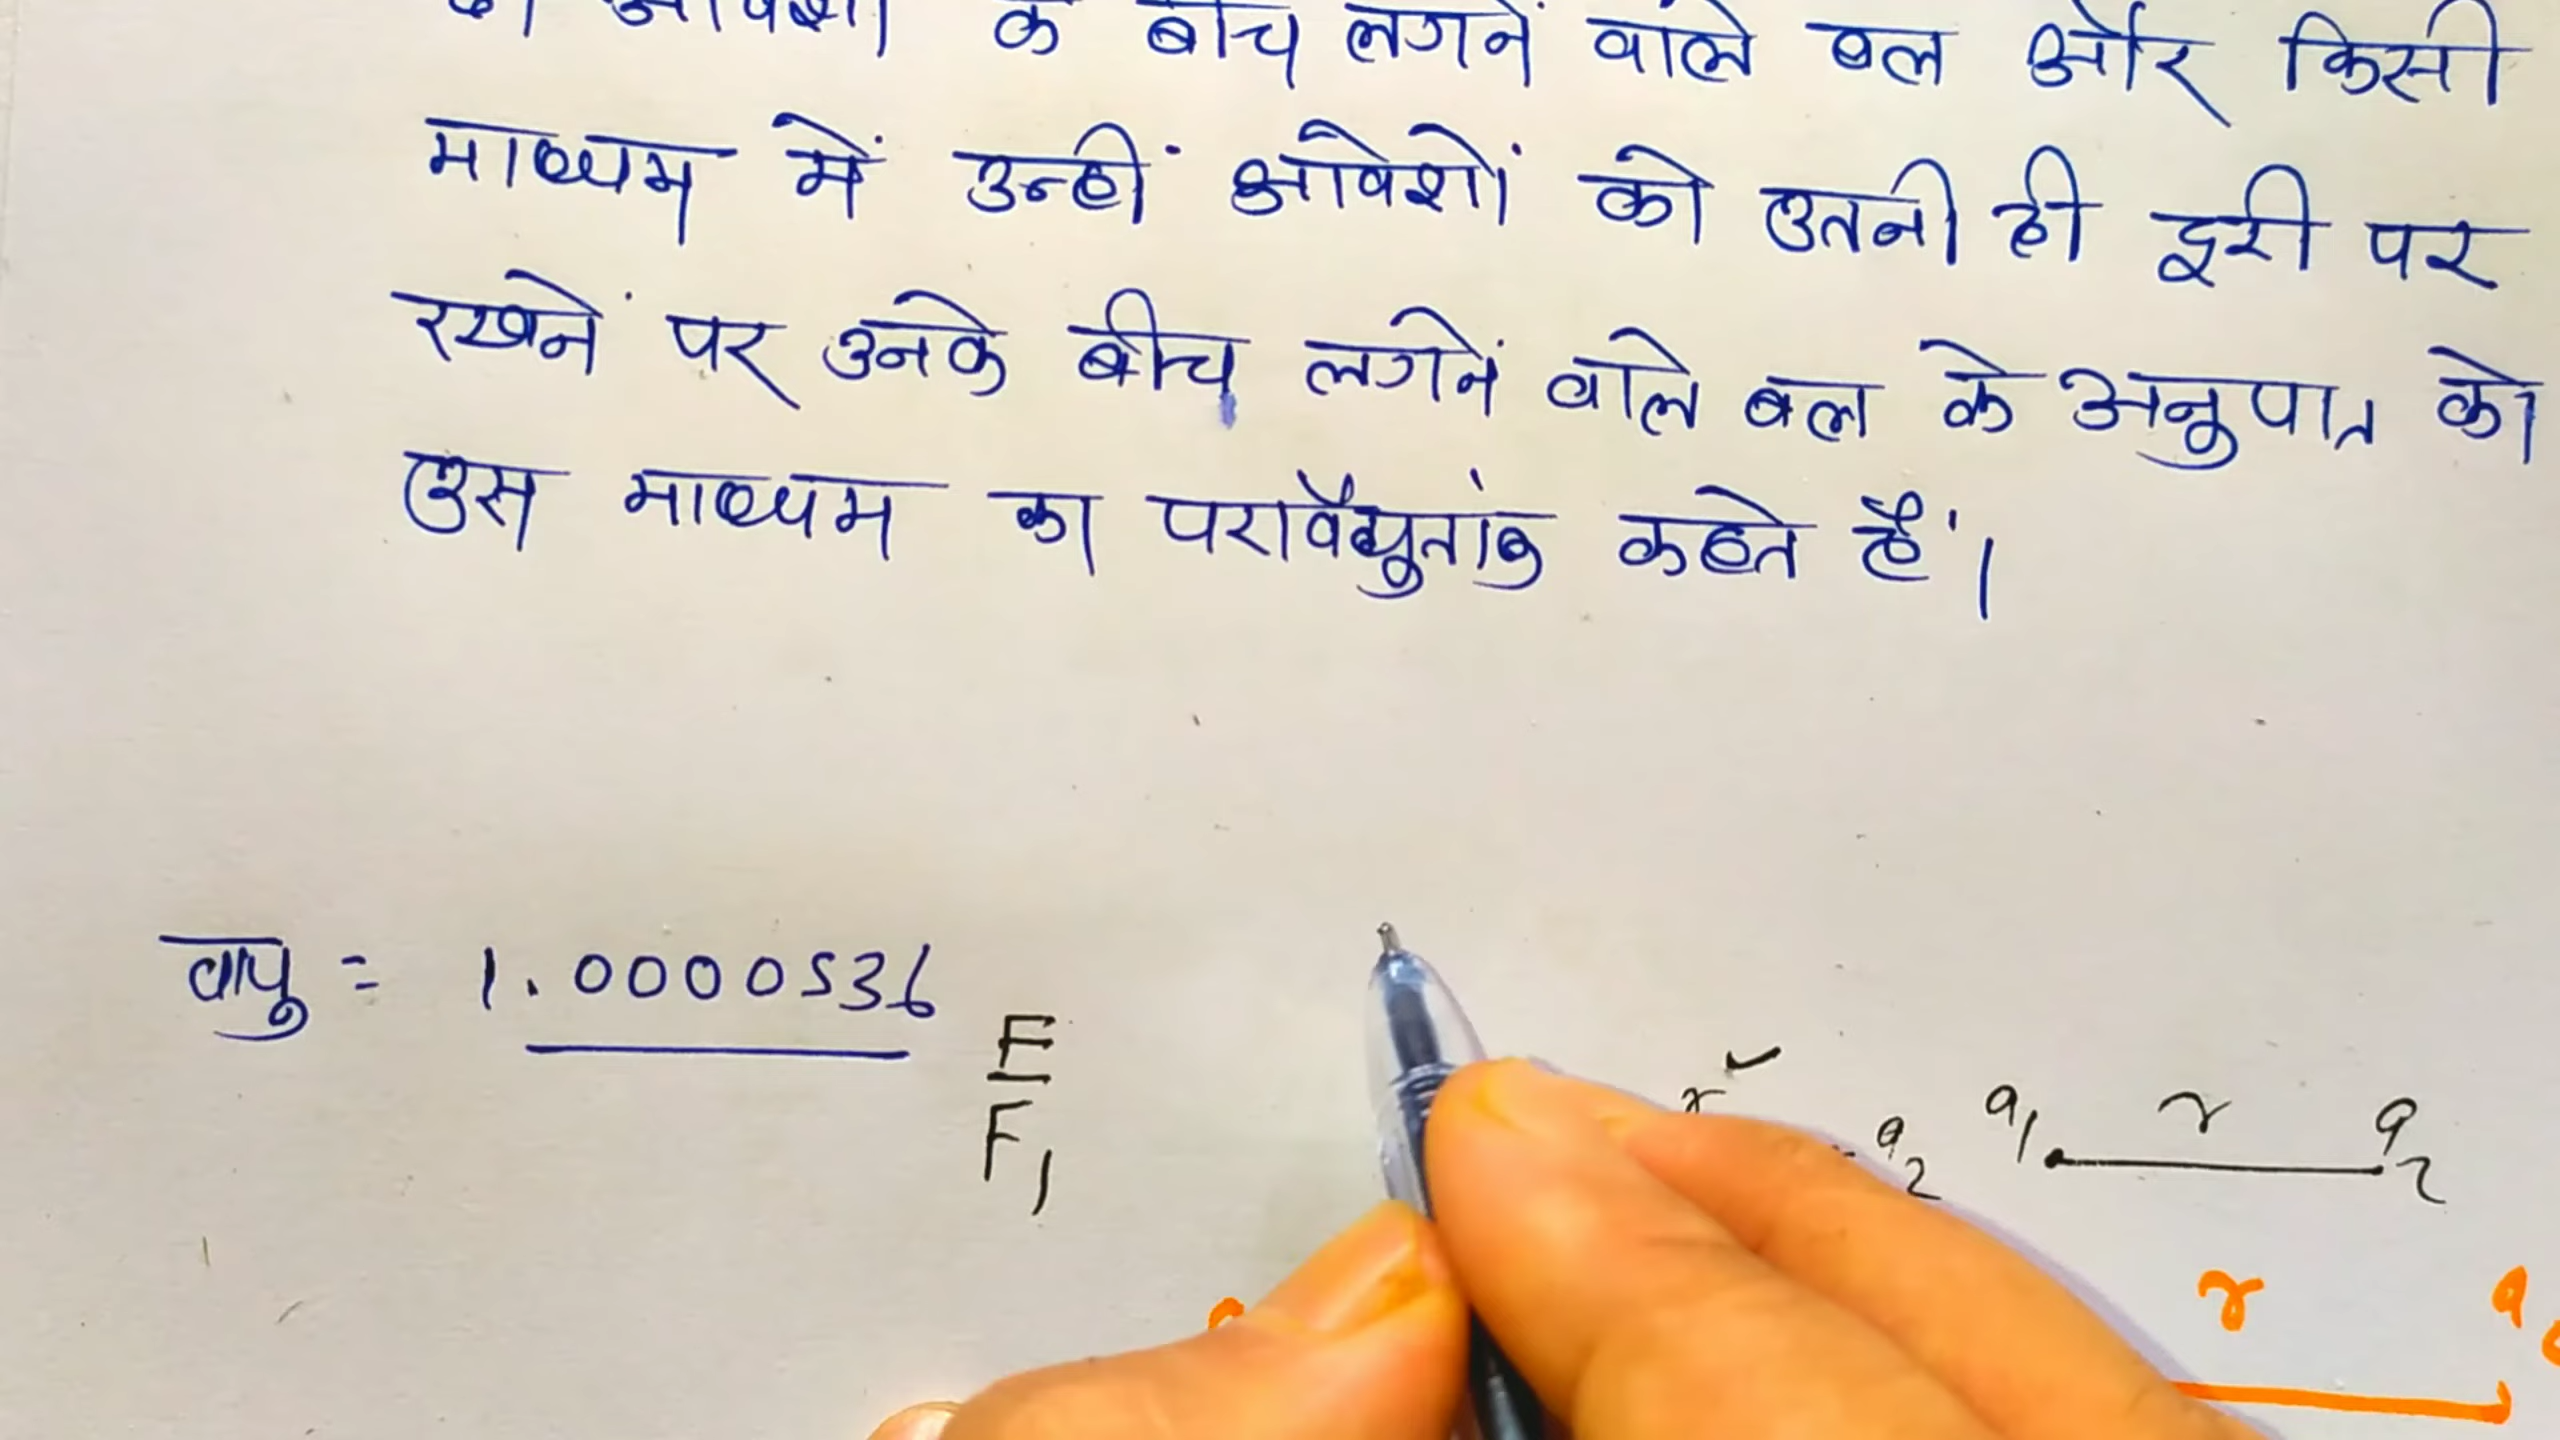 के बीच लगनें वाले बल और किसी
माध्यम में उन्हीं आवेशों को उतनी ही दूरी पर
रखनें पर उनके बीच लगनें वाले बल के अनुपात को
उस माध्यम का परावैद्युतांक कहते हैं।
वायु = 1.0000536
F
F1
r q2 q1 r q2
r q